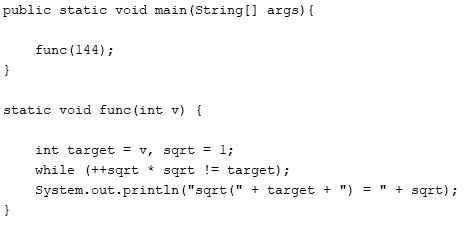 public static void main(String[] args){
func(144);
}
static void func(int v) {
int target = v, sqrt = 1;
while (++sqrt * sqrt != target);
System.out.println("sqrt(" + target + ") = " + sqrt);
}